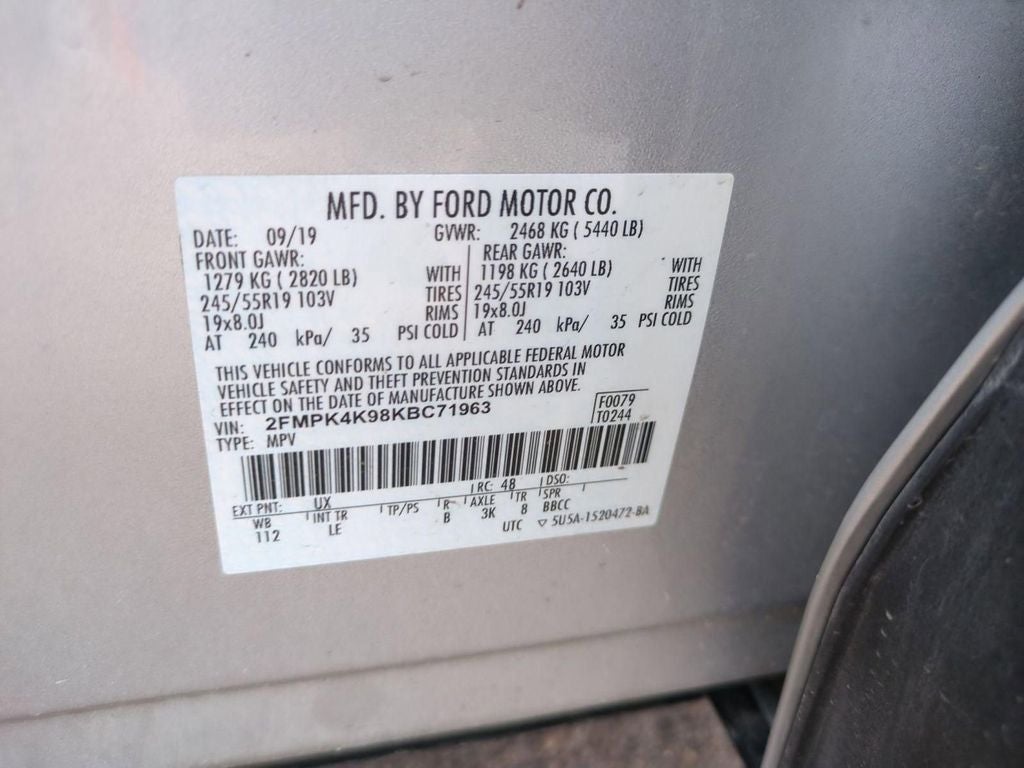 MFD. BY FORD MOTOR CO.
DATE: 09/19 GVWR: 2468 KG ( 5440 LB)
FRONT GAWR:
1279 KG ( 2820 LB) WITH
245/55R19 103V TIRES
19x8.0J RIMS
AT 240 kPa/ 35 PSI COLD
REAR GAWR:
1198 KG ( 2640 LB) WITH
245/55R19 103V TIRES
19x8.0J RIMS
AT 240 kPa/ 35 PSI COLD
THIS VEHICLE CONFORMS TO ALL APPLICABLE FEDERAL MOTOR
VEHICLE SAFETY AND THEFT PREVENTION STANDARDS IN
EFFECT ON THE DATE OF MANUFACTURE SHOWN ABOVE.
VIN: 2FMPK4K98KBC71963
TYPE: MPV
F0079
T0244
EXT PNT: UX RC: 48 DSO:
WB INT TR TP/PS R AXLE TR SPR
112 LE B 3K 8 BBCC
UTC ▽ 5U5A-1520472-BA